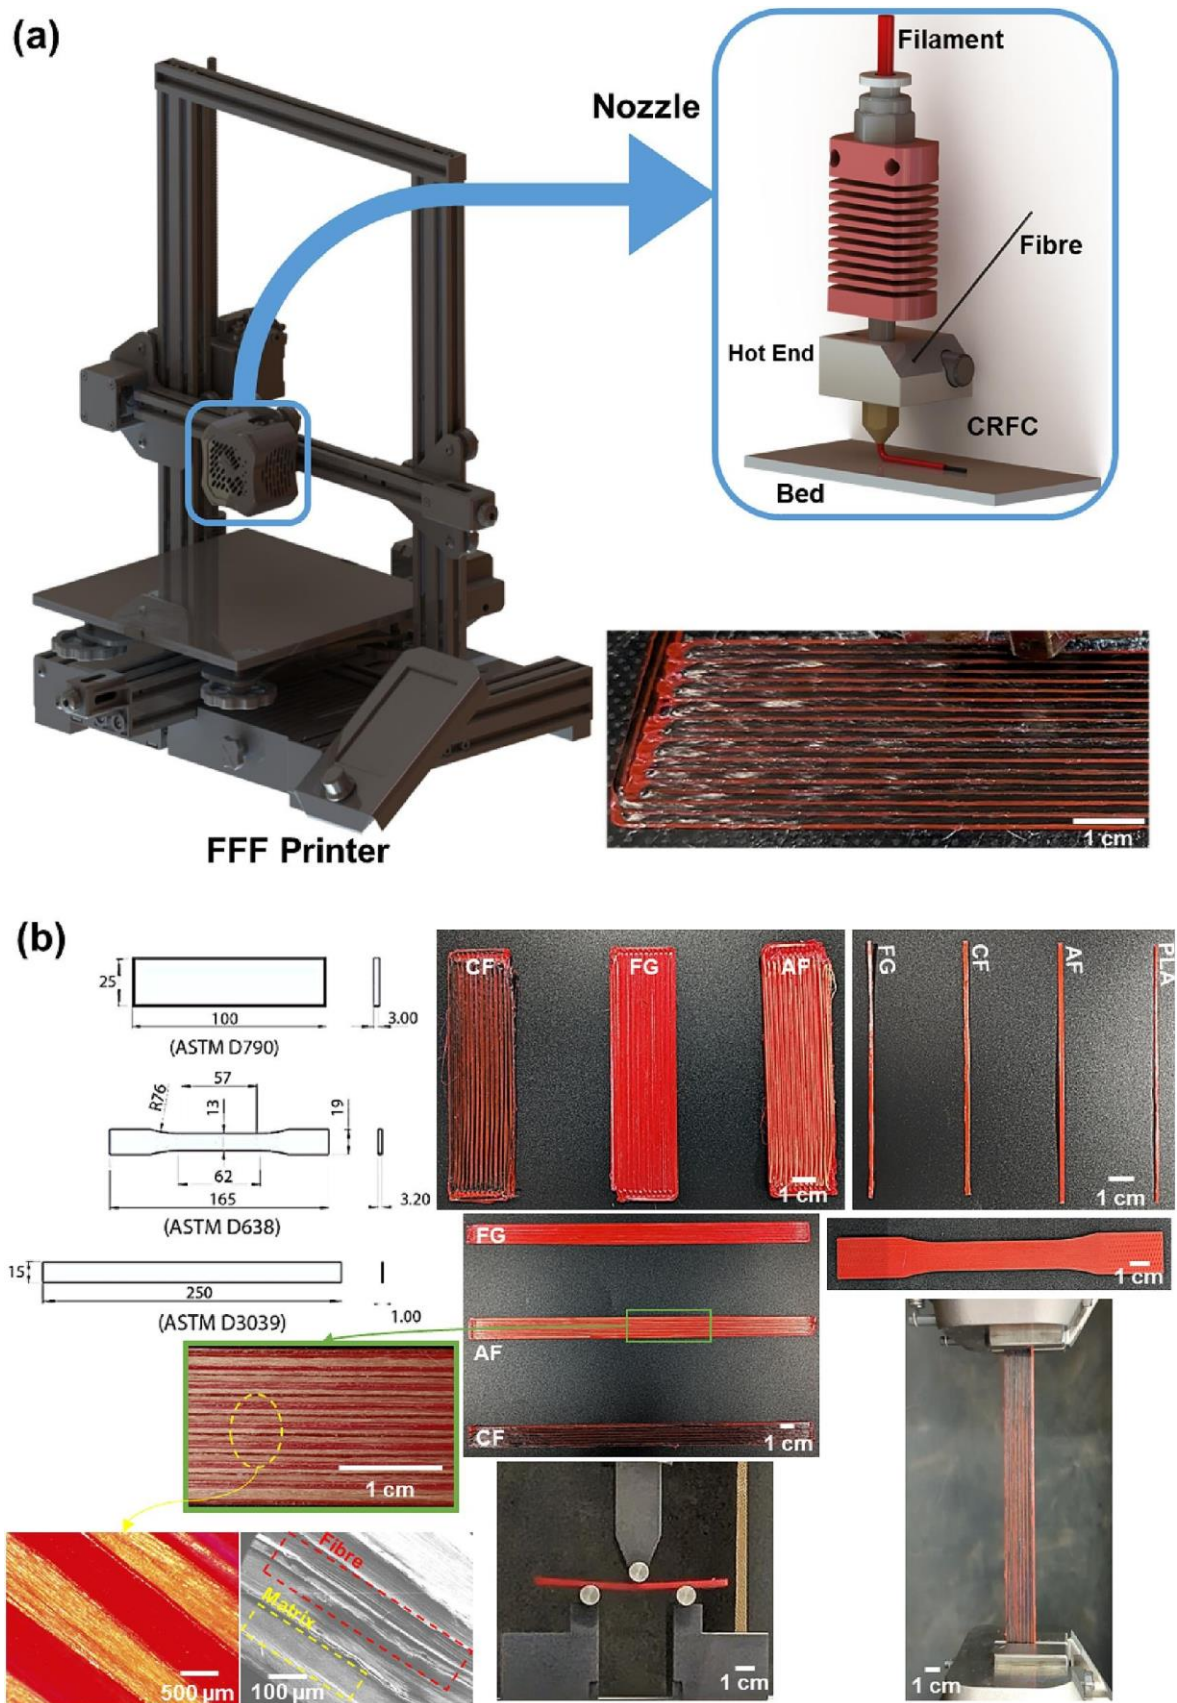 (a)
Filament
Nozzle
Fibre
Hot End
CRFC
Bed
FFF Printer
1 cm
(b)
25
100
3.00
(ASTM D790)
57
R76
13
19
62
165
3.20
(ASTM D638)
15
250
1.00
(ASTM D3039)
CF
FG
AF
1 cm
FG
CF
AF
PLA
1 cm
FG
AF
CF
1 cm
1 cm
1 cm
Fibre
Matrix
500 µm
100 µm
1 cm
1 cm